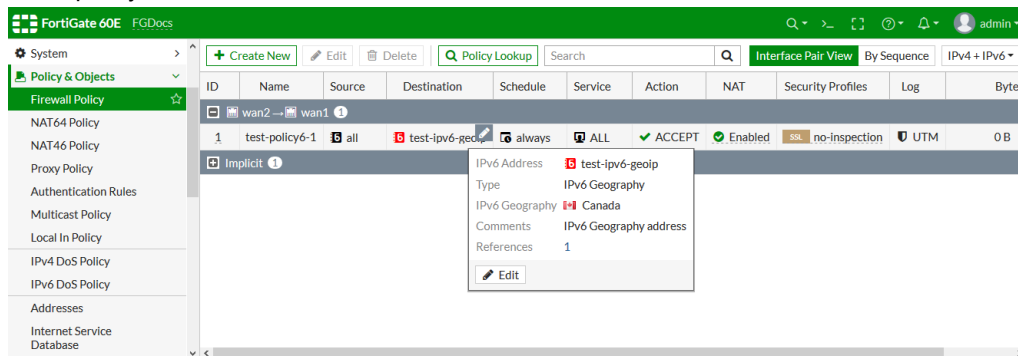 FortiGate 60E FGDocs admin
System
Policy & Objects
Firewall Policy
NAT64 Policy
NAT46 Policy
Proxy Policy
Authentication Rules
Multicast Policy
Local In Policy
IPv4 DoS Policy
IPv6 DoS Policy
Addresses
Internet Service
Database
+ Create New Edit Delete Policy Lookup Search Interface Pair View By Sequence IPv4 + IPv6
ID Name Source Destination Schedule Service Action NAT Security Profiles Log Byte
wan2 → wan1 1
1 test-policy6-1 all test-ipv6-geoip always ALL ACCEPT Enabled SSL no-inspection UTM 0 B
Implicit 1
IPv6 Address test-ipv6-geoip
Type IPv6 Geography
IPv6 Geography Canada
Comments IPv6 Geography address
References 1
Edit